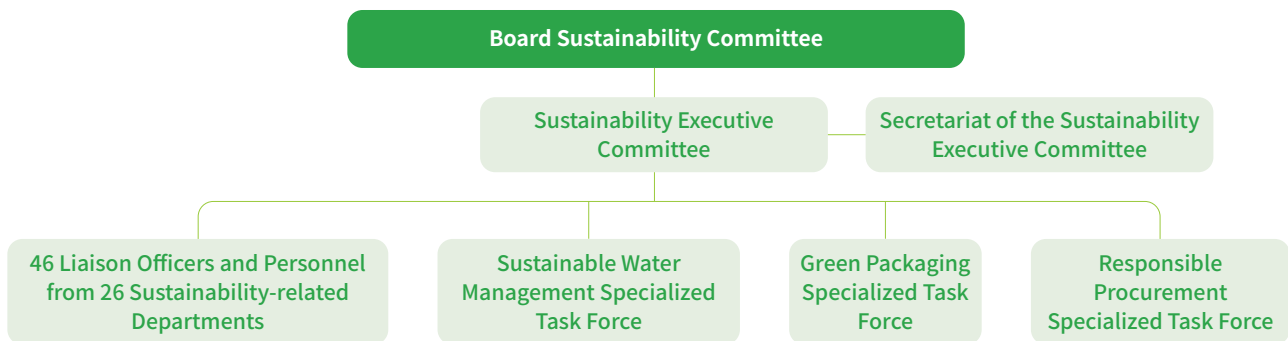 Board Sustainability Committee
Sustainability Executive
Committee
Secretariat of the Sustainability
Executive Committee
46 Liaison Officers and Personnel
from 26 Sustainability-related
Departments
Sustainable Water
Management Specialized
Task Force
Green Packaging
Specialized Task
Force
Responsible
Procurement
Specialized Task Force